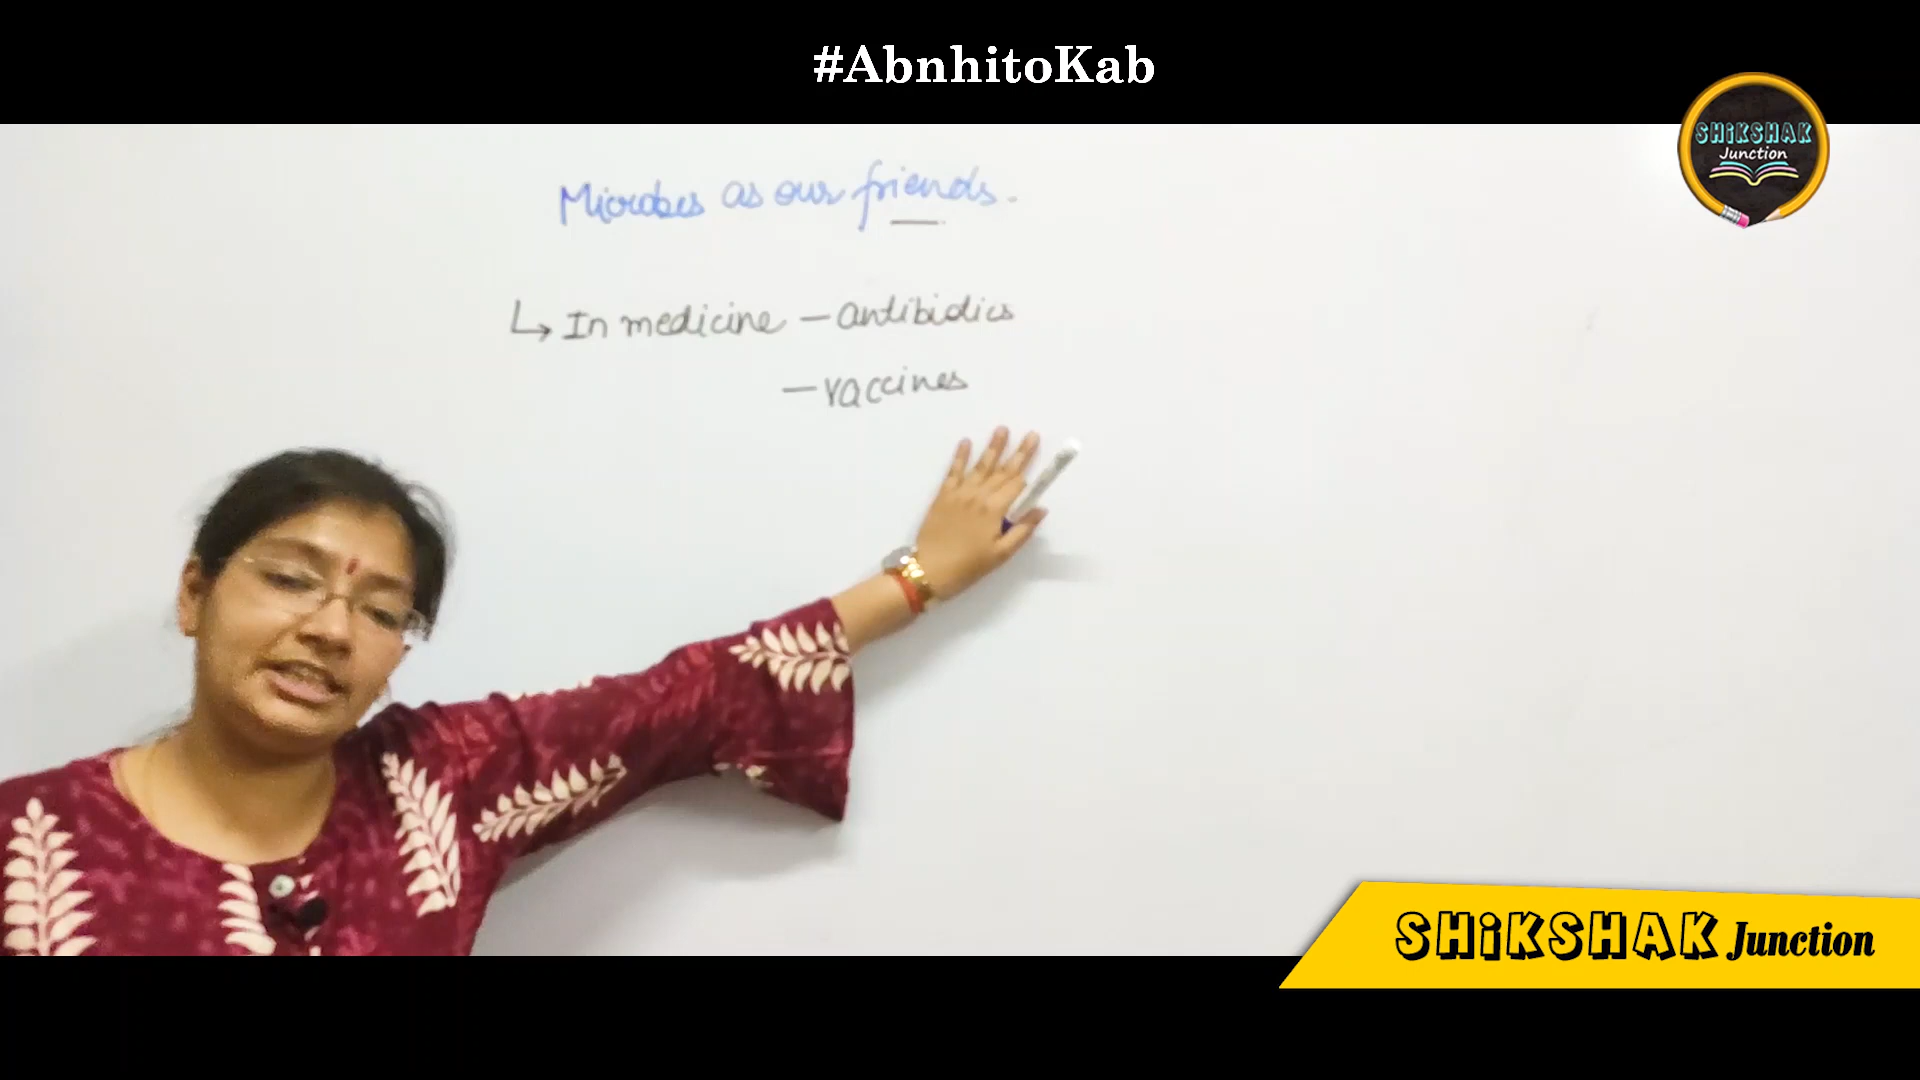 #AbnhitoKab
SHiKSHAK
Junction
Microbes as our friends.
↳ In medicine – antibiotics
– vaccines
SHiKSHAK Junction